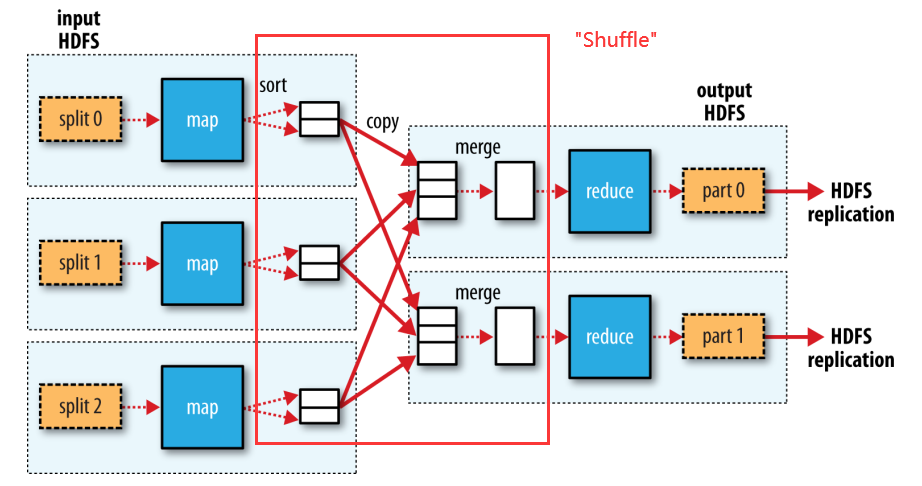 input
HDFS
"Shuffle"
split 0
map
sort
copy
output
HDFS
merge
reduce
part 0
HDFS
replication
split 1
map
merge
reduce
part 1
HDFS
replication
split 2
map